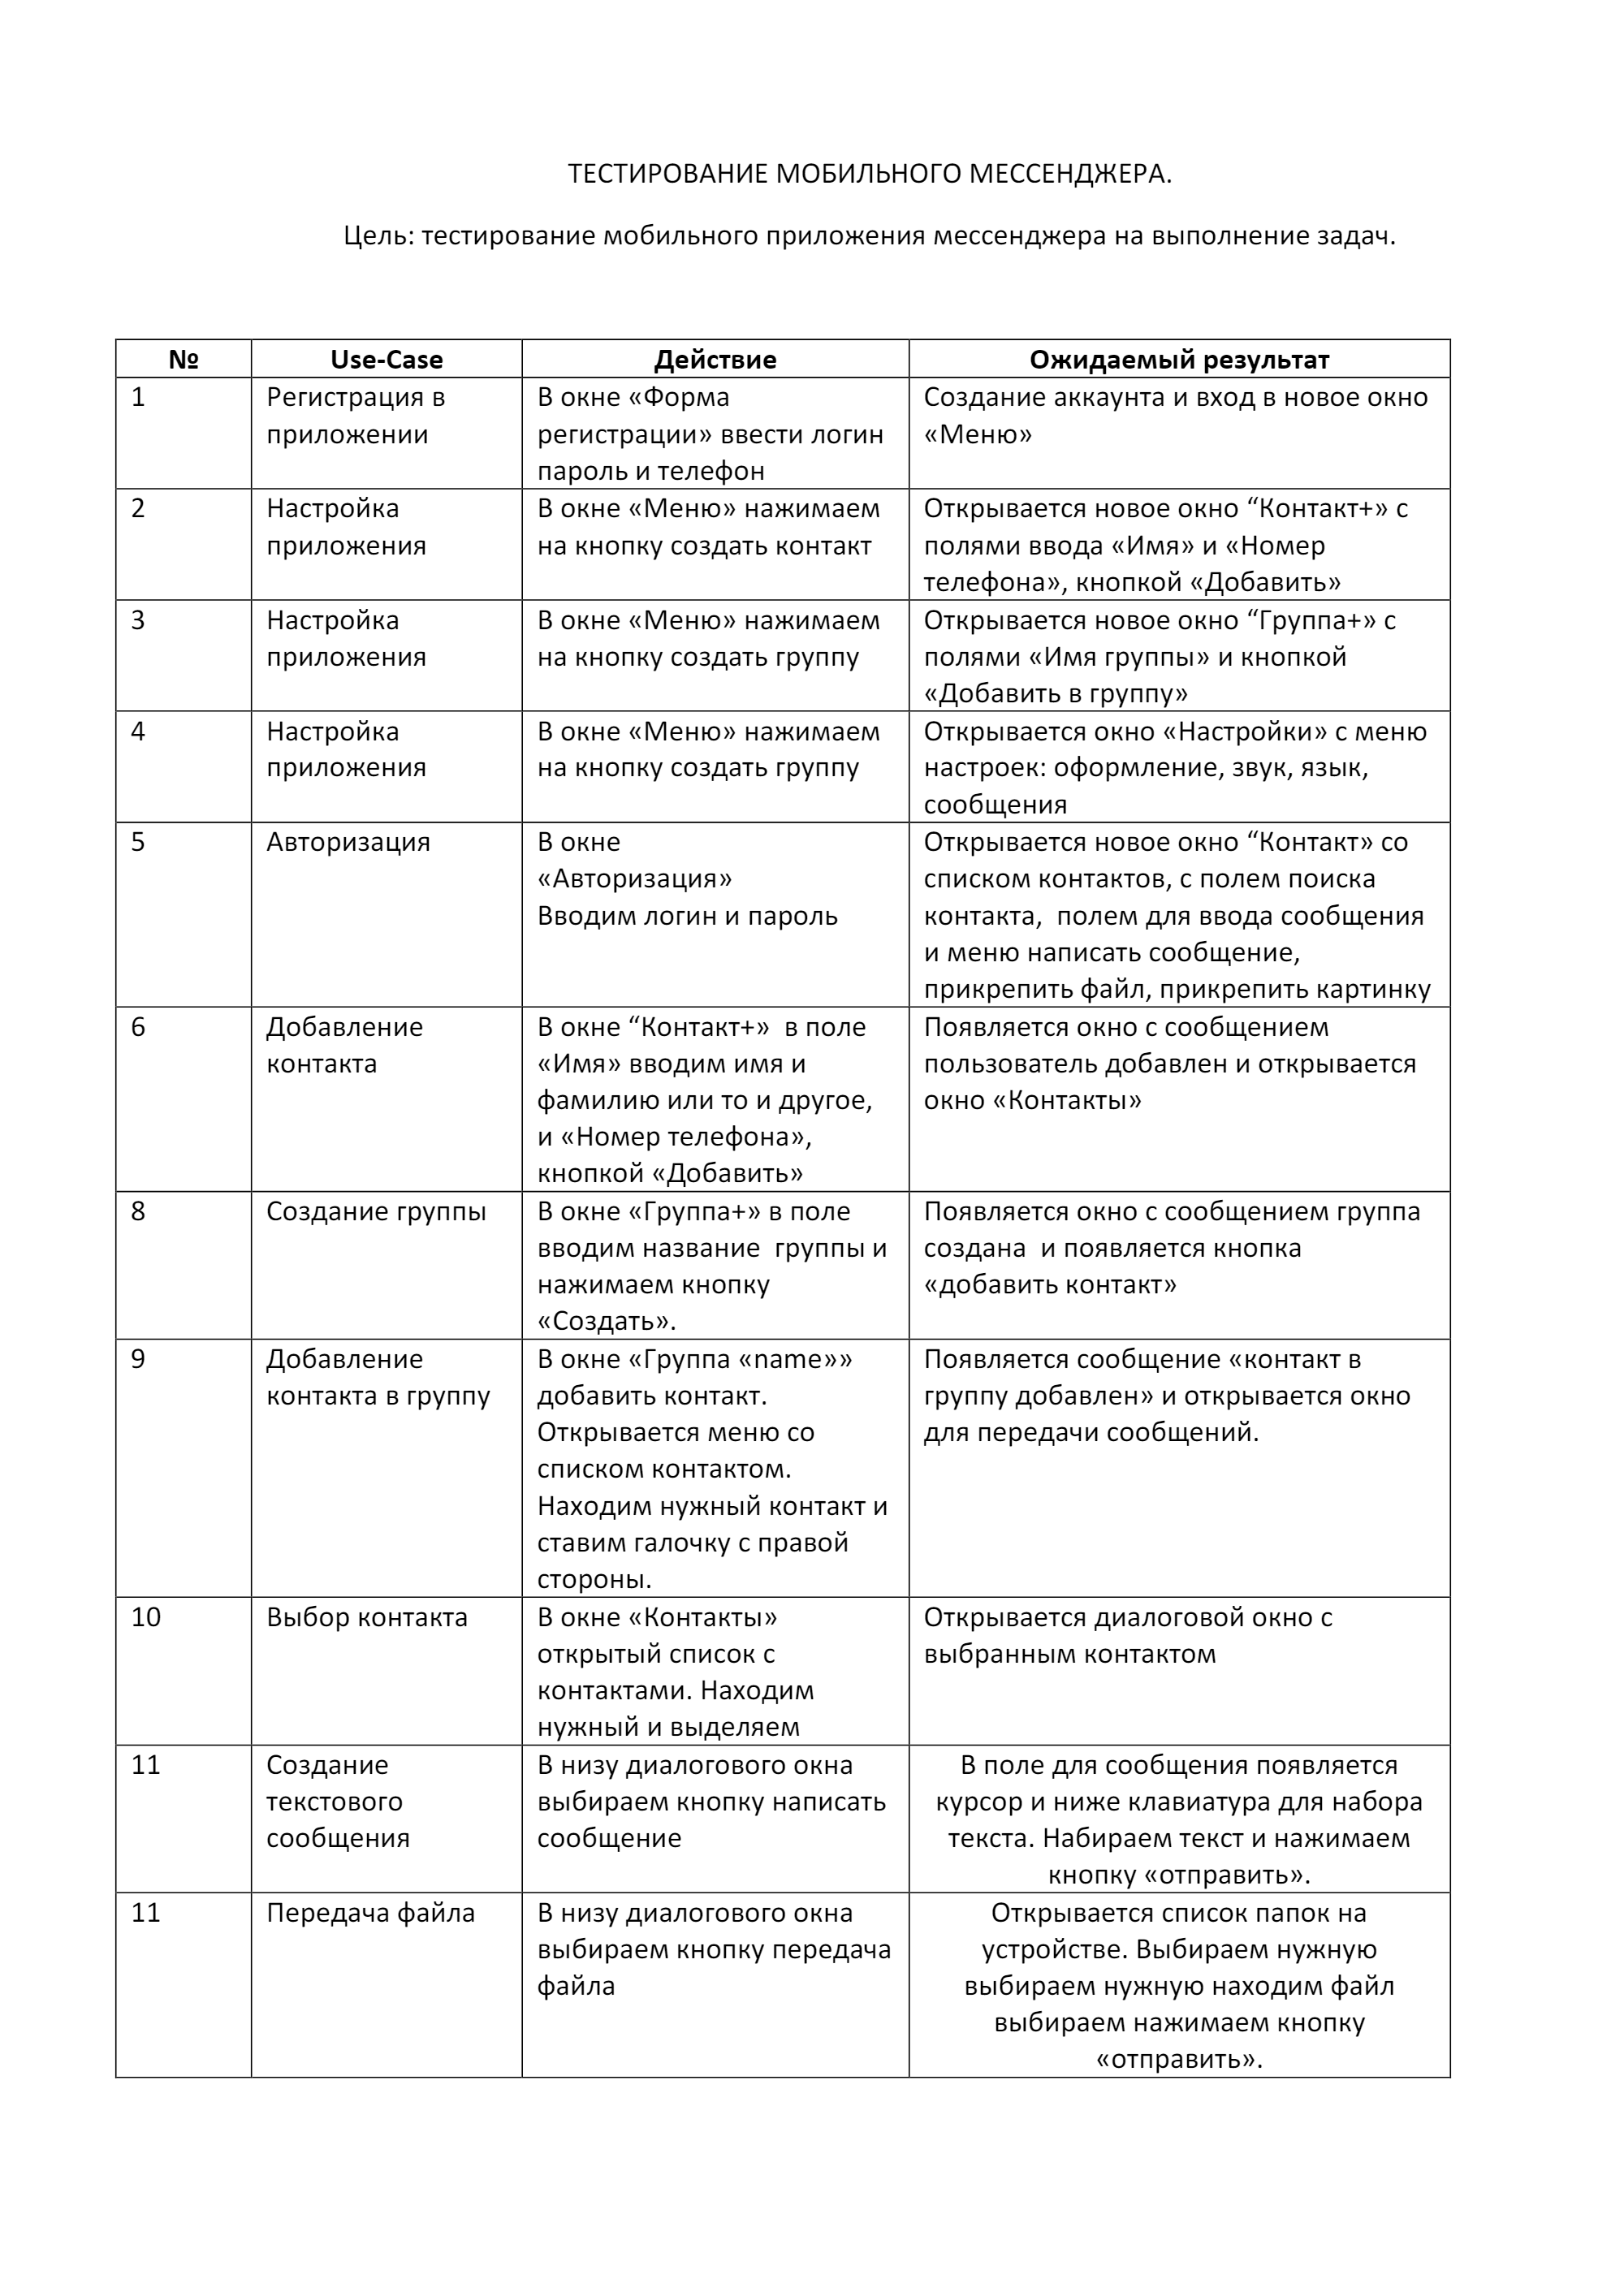 ТЕСТИРОВАНИЕ МОБИЛЬНОГО МЕССЕНДЖЕРА.
Цель: тестирование мобильного приложения мессенджера на выполнение задач.
№ Use-Case Действие Ожидаемый результат
1 Регистрация в В окне «Форма Создание аккаунта и вход в новое окно
приложении регистрации» ввести логин «Меню»
пароль и телефон
2 Настройка В окне «Меню» нажимаем Открывается новое окно “Контакт+» с
приложения на кнопку создать контакт полями ввода «Имя» и «Номер
телефона», кнопкой «Добавить»
3 Настройка В окне «Меню» нажимаем Открывается новое окно “Группа+» с
приложения на кнопку создать группу полями «Имя группы» и кнопкой
«Добавить в группу»
4 Настройка В окне «Меню» нажимаем Открывается окно «Настройки» с меню
приложения на кнопку создать группу настроек: оформление, звук, язык,
сообщения
5 Авторизация В окне Открывается новое окно “Контакт» со
«Авторизация» списком контактов, с полем поиска
Вводим логин и пароль контакта, полем для ввода сообщения
и меню написать сообщение,
прикрепить файл, прикрепить картинку
6 Добавление В окне “Контакт+» в поле Появляется окно с сообщением
контакта «Имя» вводим имя и пользователь добавлен и открывается
фамилию или то и другое, окно «Контакты»
и «Номер телефона»,
кнопкой «Добавить»
8 Создание группы В окне «Группа+» в поле Появляется окно с сообщением группа
вводим название группы и создана и появляется кнопка
нажимаем кнопку «добавить контакт»
«Создать».
9 Добавление В окне «Группа «name»» Появляется сообщение «контакт в
контакта в группу добавить контакт. группу добавлен» и открывается окно
Открывается меню со для передачи сообщений.
списком контактом.
Находим нужный контакт и
ставим галочку с правой
стороны.
10 Выбор контакта В окне «Контакты» Открывается диалоговой окно с
открытый список с выбранным контактом
контактами. Находим
нужный и выделяем
11 Создание В низу диалогового окна В поле для сообщения появляется
текстового выбираем кнопку написать курсор и ниже клавиатура для набора
сообщения сообщение текста. Набираем текст и нажимаем
кнопку «отправить».
11 Передача файла В низу диалогового окна Открывается список папок на
выбираем кнопку передача устройстве. Выбираем нужную
файла выбираем нужную находим файл
выбираем нажимаем кнопку
«отправить».